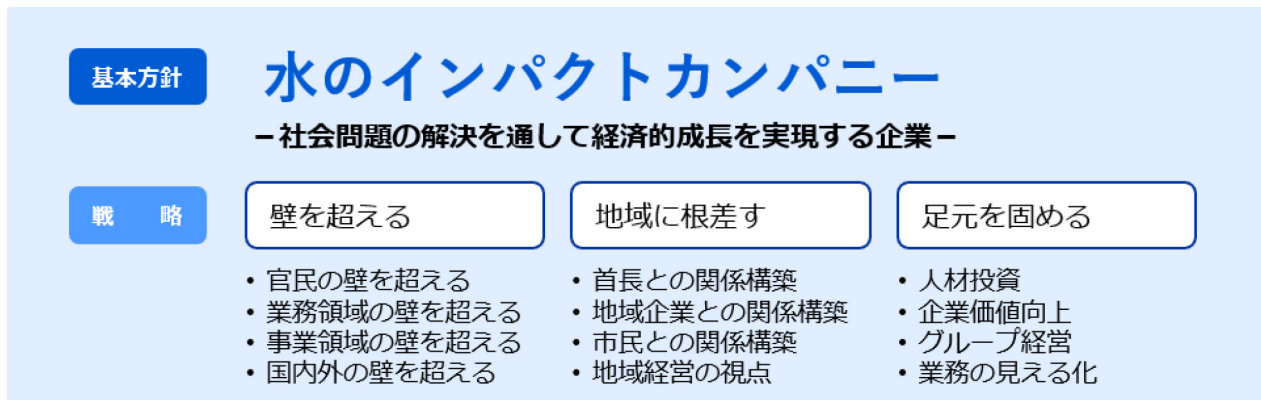 基本方針
水のインパクトカンパニー
－社会問題の解決を通して経済的成長を実現する企業－
戦　略
壁を超える
・官民の壁を超える
・業務領域の壁を超える
・事業領域の壁を超える
・国内外の壁を超える
地域に根差す
・首長との関係構築
・地域企業との関係構築
・市民との関係構築
・地域経営の視点
足元を固める
・人材投資
・企業価値向上
・グループ経営
・業務の見える化